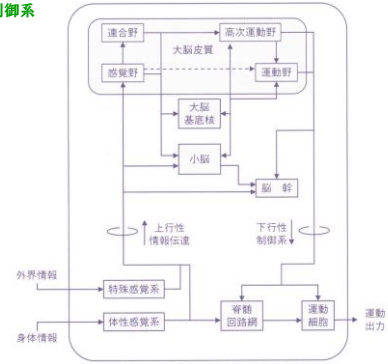 制御系
連合野
高次運動野
大脳皮質
感覚野
運動野
大脳
基底核
小脳
脳 幹
上行性
情報伝達
下行性
制御系
外界情報
特殊感覚系
脊髄
回路網
運動
細胞
運動
出力
体性感覚系
身体情報